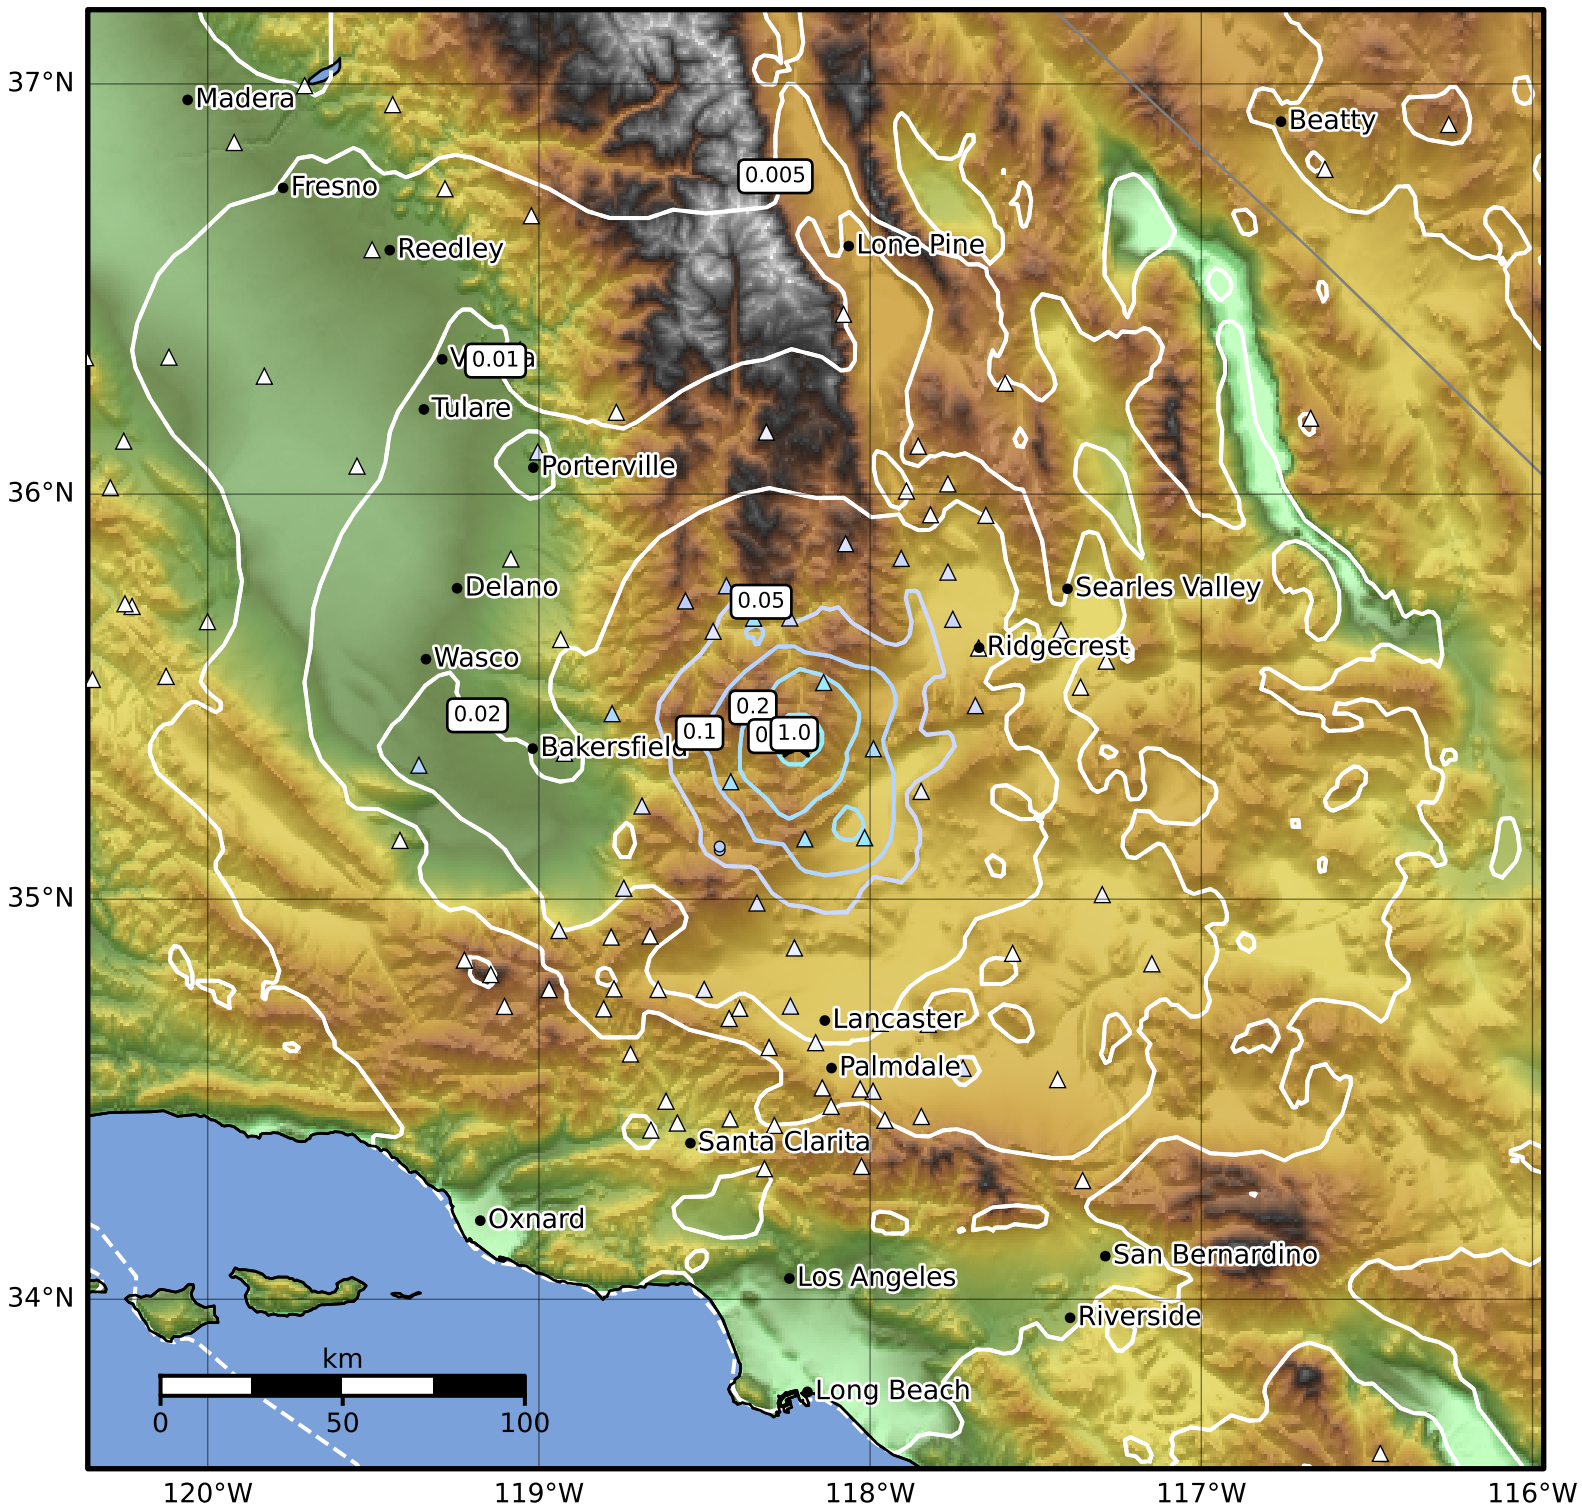 37°N
Madera
Beatty
0.005
Fresno
Reedley
Lone Pine
0.01
Tulare
Porterville
36°N
Delano
0.05
Searles Valley
Wasco
Ridgecrest
0.02
0.2
0.1
1.0
Bakersfield
35°N
Lancaster
Palmdale
Santa Clarita
Oxnard
San Bernardino
Los Angeles
34°N
Riverside
km
Long Beach
0 50 100
120°W 119°W 118°W 117°W 116°W